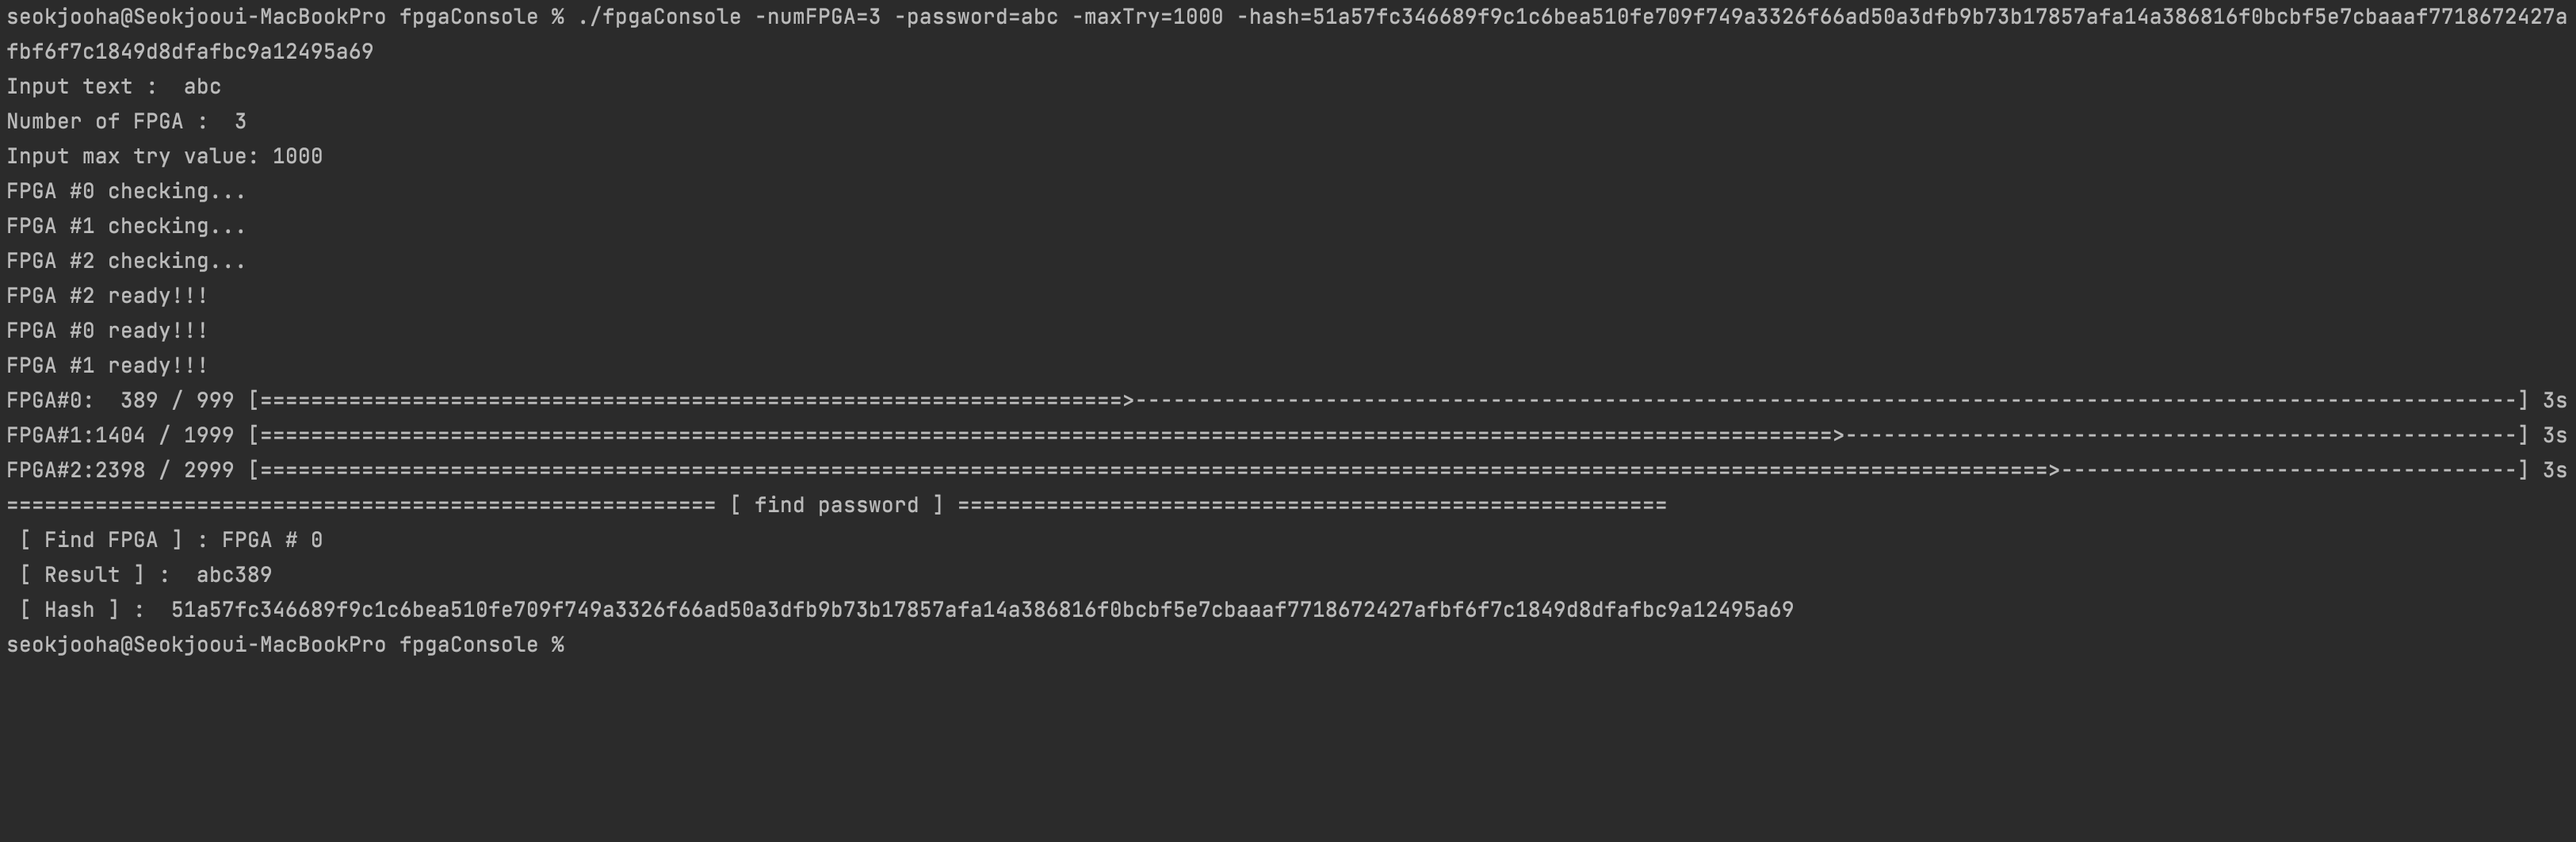 seokjooha@Seokjooui-MacBookPro fpgaConsole % ./fpgaConsole -numFPGA=3 -password=abc -maxTry=1000 -hash=51a57fc346689f9c1c6bea510fe709f749a3326f66ad50a3dfb9b73b17857afa14a386816f0bcbf5e7cbaaaf7718672427a
fbf6f7c1849d8dfafbc9a12495a69
Input text :  abc
Number of FPGA :  3
Input max try value: 1000
FPGA #0 checking...
FPGA #1 checking...
FPGA #2 checking...
FPGA #2 ready!!!
FPGA #0 ready!!!
FPGA #1 ready!!!
FPGA#0:  389 / 999 [====================================================================>-------------------------------------------------------------------------------------------------------------] 3s
FPGA#1:1404 / 1999 [============================================================================================================================>-----------------------------------------------------] 3s
FPGA#2:2398 / 2999 [=============================================================================================================================================>------------------------------------] 3s
======================================================== [ find password ] ========================================================
 [ Find FPGA ] : FPGA # 0
 [ Result ] :  abc389
 [ Hash ] :  51a57fc346689f9c1c6bea510fe709f749a3326f66ad50a3dfb9b73b17857afa14a386816f0bcbf5e7cbaaaf7718672427afbf6f7c1849d8dfafbc9a12495a69
seokjooha@Seokjooui-MacBookPro fpgaConsole %